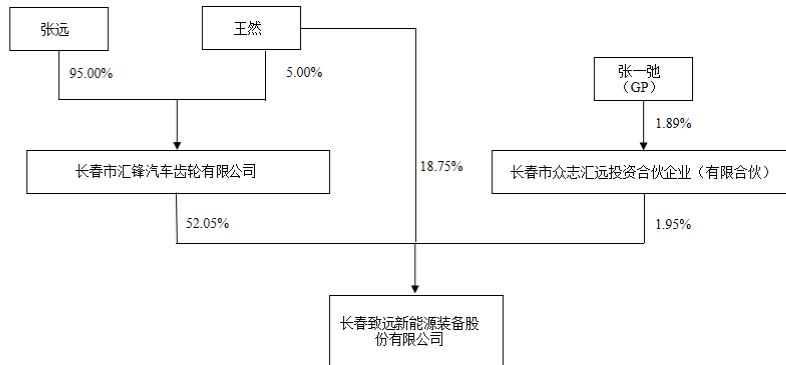 张远
王然
95.00%
5.00%
张一弛
（GP）
1.89%
长春市汇锋汽车齿轮有限公司
18.75%
长春市众志汇远投资合伙企业（有限合伙）
52.05%
1.95%
长春致远新能源装备股
份有限公司